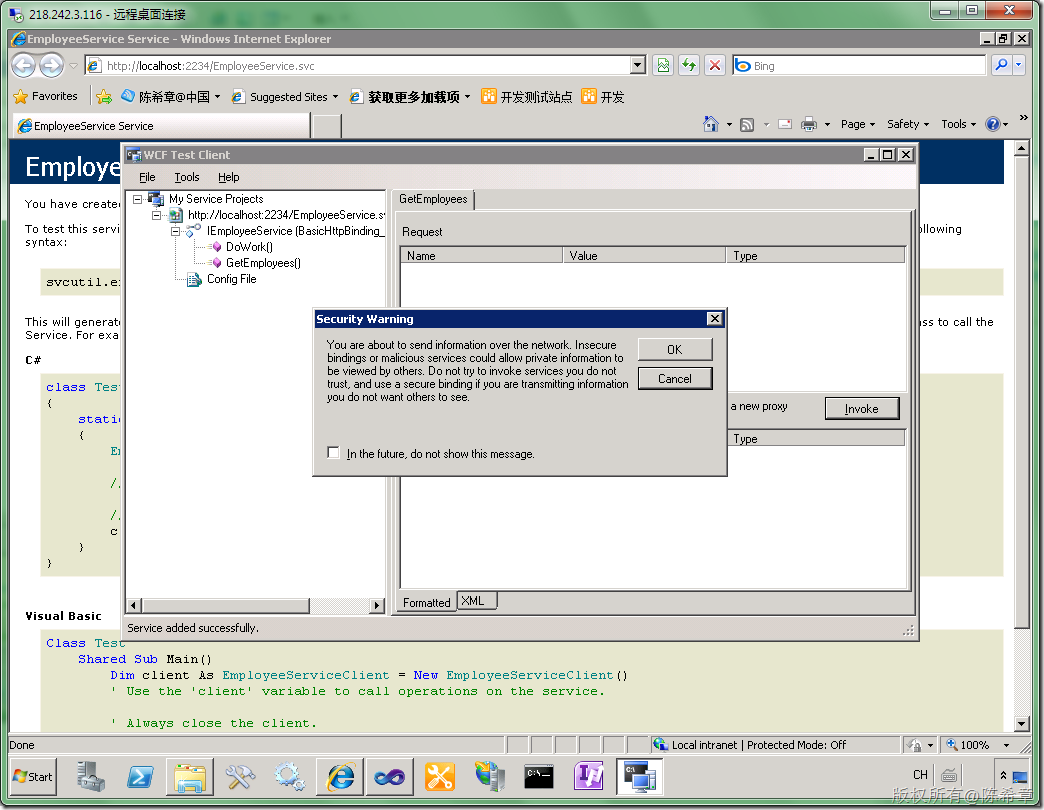 218.242.3.116 - 远程桌面连接
EmployeeService Service - Windows Internet Explorer
http://localhost:2234/EmployeeService.svc
Bing
Favorites
陈希章@中国
Suggested Sites
获取更多加载项
开发测试站点
开发
EmployeeService Service
Page
Safety
Tools
»
Employe
You have create
To test this servi
llowing
syntax:
svcutil.e
This will generat
ss to call the
Service. For exa
C#
class Tes
{
stati
{
E
//
//
c
}
}
Visual Basic
Class Test
Shared Sub Main()
Dim client As EmployeeServiceClient = New EmployeeServiceClient()
' Use the 'client' variable to call operations on the service.
' Always close the client.
WCF Test Client
File
Tools
Help
My Service Projects
http://localhost:2234/EmployeeService.sv
IEmployeeService (BasicHttpBinding_
DoWork()
GetEmployees()
Config File
GetEmployees
Request
Name
Value
Type
a new proxy
Invoke
Type
Formatted
XML
Service added successfully.
Security Warning
You are about to send information over the network. Insecure
bindings or malicious services could allow private information to
be viewed by others. Do not try to invoke services you do not
trust, and use a secure binding if you are transmitting information
you do not want others to see.
OK
Cancel
In the future, do not show this message.
Done
Local intranet | Protected Mode: Off
100%
Start
C:\
C:\
CH
版权所有@陈希章